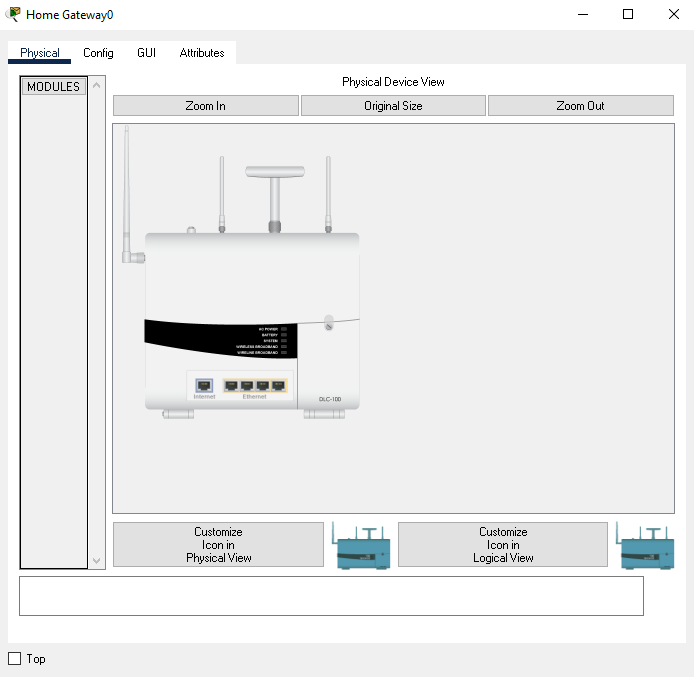 Home Gateway0
Physical
Config
GUI
Attributes
MODULES
Physical Device View
Zoom In
Original Size
Zoom Out
AC POWER
BATTERY
SYSTEM
WIRELESS BROADBAND
WIRELINE BROADBAND
Internet
Ethernet
DLC-100
Customize
Icon in
Physical View
Customize
Icon in
Logical View
Top